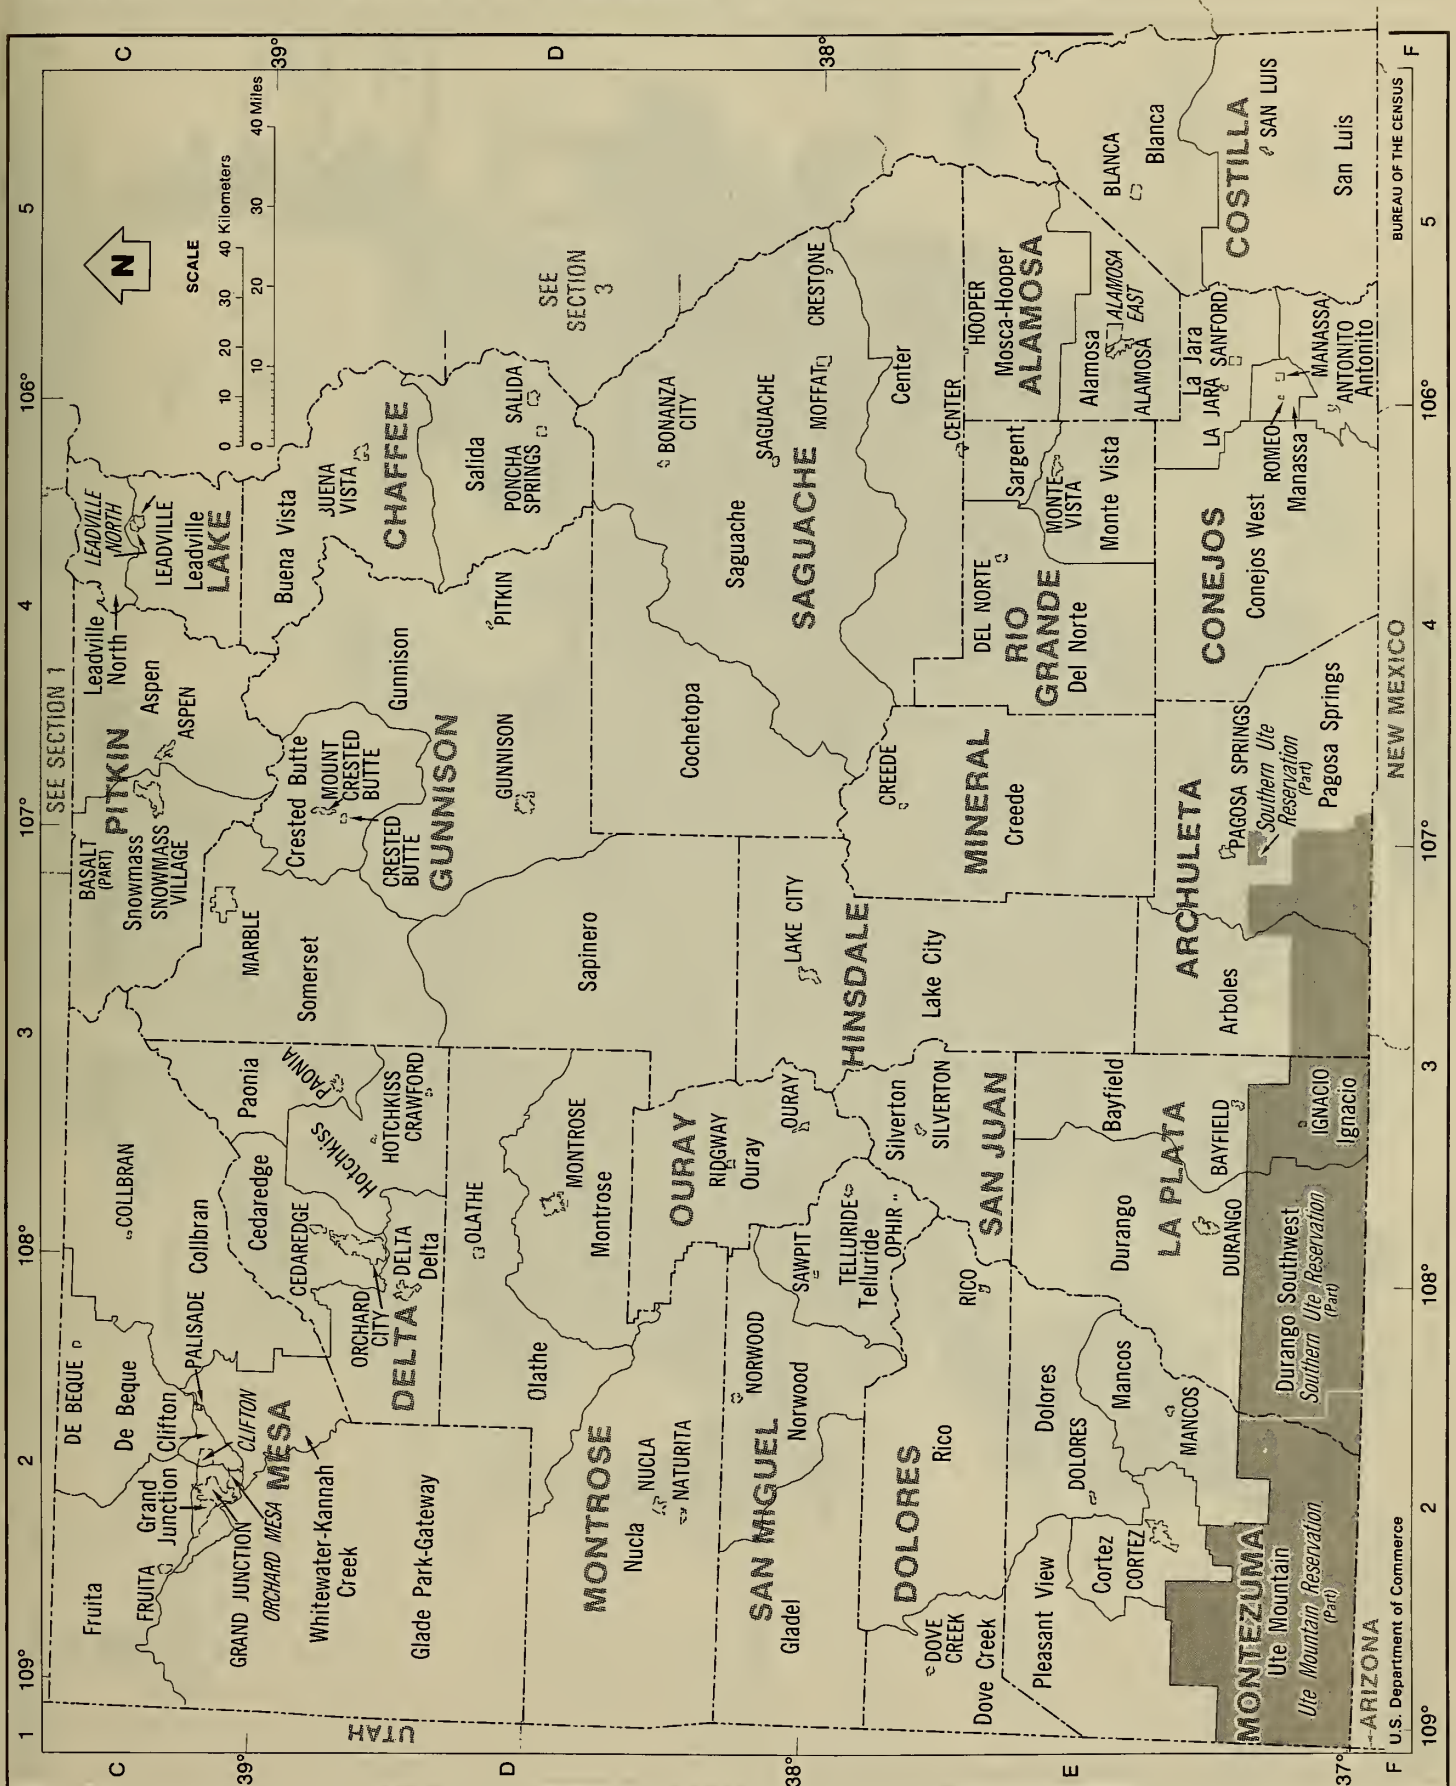 1
109°
2
108°
3
107°
4
106°
5
C
C
SEE SECTION 1
N
SCALE
0 10 20 30 40 Kilometers
0 10 20 30 40 Miles
39°
39°
D
D
SEE
SECTION
3
38°
38°
E
UTAH
DE BEQUE
De Beque
Fruita
FRUITA
Grand
Junction
Clifton
PALISADE
CLIFTON
GRAND JUNCTION
ORCHARD MESA
MESA
Whitewater-Kannah
Creek
Glade Park-Gateway
COLLBRAN
Collbran
BASALT
(PART)
PITKIN
Snowmass
SNOWMASS
VILLAGE
Aspen
ASPEN
Leadville
North
LEADVILLE
NORTH
LEADVILLE
Leadville
LAKE
Buena Vista
JUENA
VISTA
CHAFFEE
Salida
SALIDA
PONCHA
SPRINGS
MARBLE
Somerset
Crested Butte
MOUNT
CRESTED
BUTTE
CRESTED
BUTTE
GUNNISON
Gunnison
GUNNISON
PITKIN
Sapinero
Paonia
PAONIA
Cedaredge
CEDAREDGE
Hotchkiss
HOTCHKISS
CRAWFORD
ORCHARD
CITY
DELTA
Delta
DELTA
OLATHE
Olathe
MONTROSE
Montrose
MONTROSE
Nucla
NUCLA
NATURITA
OURAY
RIDGWAY
Ouray
OURAY
Cochetopa
BONANZA
CITY
Saguache
SAGUACHE
SAGUACHE
MOFFAT
CRESTONE
Center
CENTER
LAKE CITY
HINSDALE
Lake City
CREEDE
MINERAL
Creede
SAN MIGUEL
Gladel
NORWOOD
Norwood
SAWPIT
TELLURIDE
Telluride
OPHIR
Silverton
SILVERTON
SAN JUAN
DOLORES
Rico
RICO
DOVE
CREEK
Dove Creek
DEL NORTE
RIO
GRANDE
Del Norte
Sargent
MONTE
VISTA
Monte Vista
HOOPER
Mosca-Hooper
ALAMOSA
Alamosa
ALAMOSA
ALAMOSA
EAST
BLANCA
Blanca
COSTILLA
SAN LUIS
San Luis
Pleasant View
Cortez
CORTEZ
Dolores
DOLORES
Mancos
MANCOS
MONTEZUMA
Ute Mountain
Ute Mountain Reservation
(Part)
Durango
DURANGO
LA PLATA
Bayfield
BAYFIELD
Durango Southwest
Southern Ute Reservation
(Part)
IGNACIO
Ignacio
ARCHULETA
Arboles
PAGOSA SPRINGS
Southern Ute
Reservation
(Part)
Pagosa Springs
CONEJOS
Conejos West
La Jara
LA JARA
SANFORD
ROMEO
Manassa
MANASSA
ANTONITO
Antonito
37°
ARIZONA
NEW MEXICO
F
F
U.S. Department of Commerce
BUREAU OF THE CENSUS
109°
2
108°
3
107°
4
106°
5